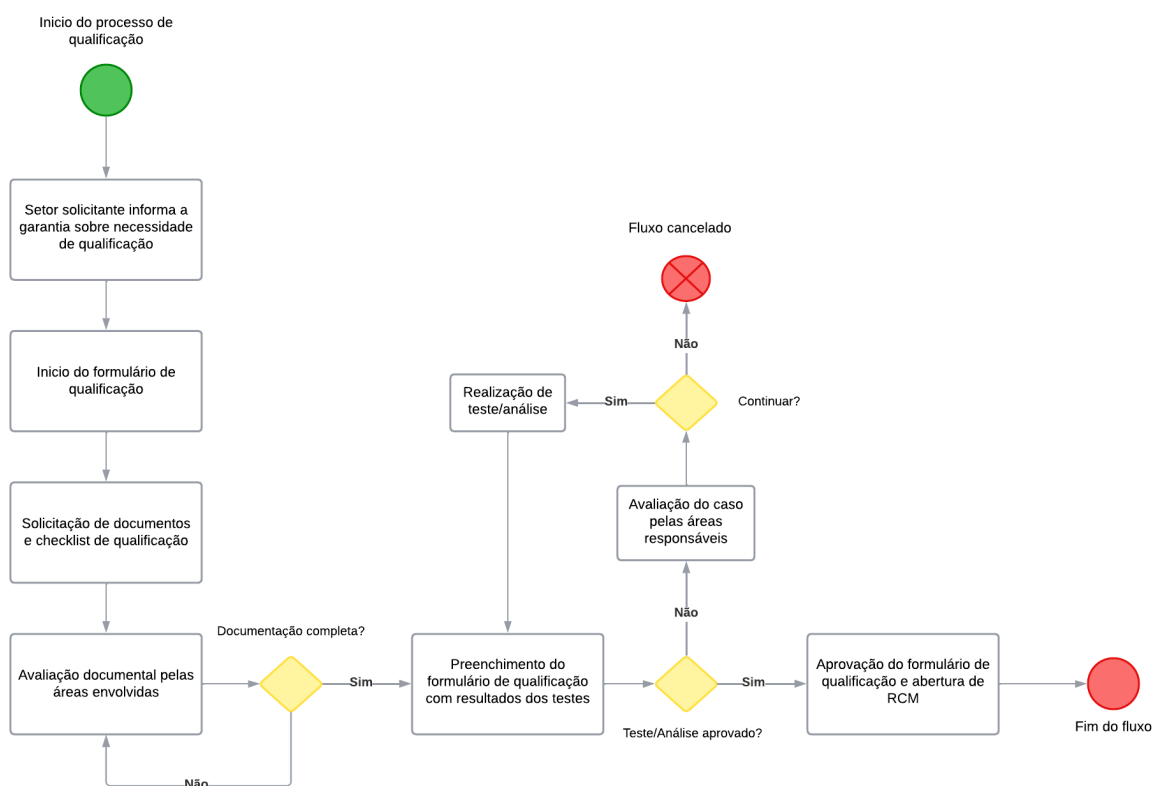 Inicio do processo de
qualificação
Setor solicitante informa a
garantia sobre necessidade
de qualificação
Inicio do formulário de
qualificação
Solicitação de documentos
e checklist de qualificação
Avaliação documental pelas
áreas envolvidas
Documentação completa?
Não
Sim
Preenchimento do
formulário de qualificação
com resultados dos testes
Teste/Análise aprovado?
Não
Avaliação do caso
pelas áreas
responsáveis
Continuar?
Sim
Realização de
teste/análise
Não
Fluxo cancelado
Sim
Aprovação do formulário de
qualificação e abertura de
RCM
Fim do fluxo